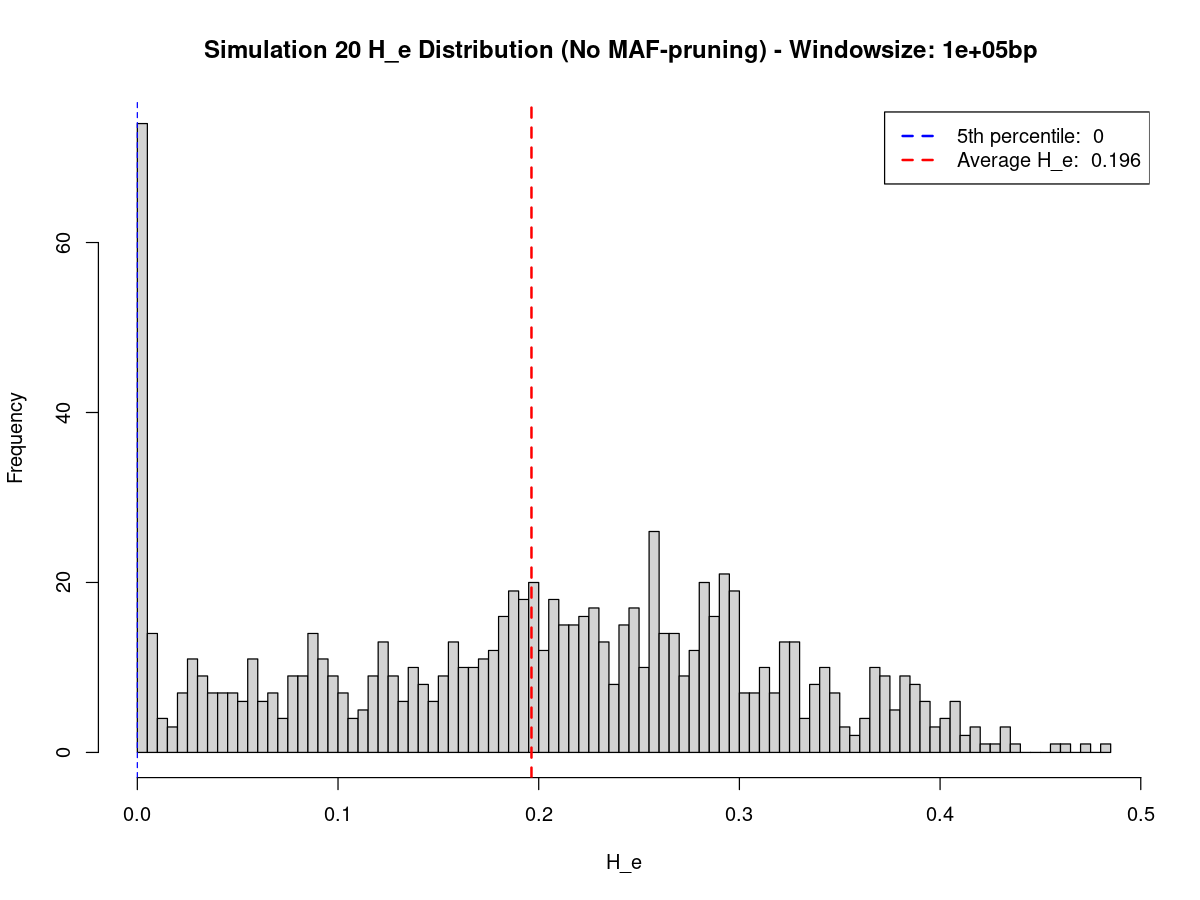 Simulation 20 H_e Distribution (No MAF-pruning) - Windowsize: 1e+05bp
5th percentile:  0
Average H_e:  0.196
Frequency
60
40
20
0
0.0 0.1 0.2 0.3 0.4 0.5
H_e